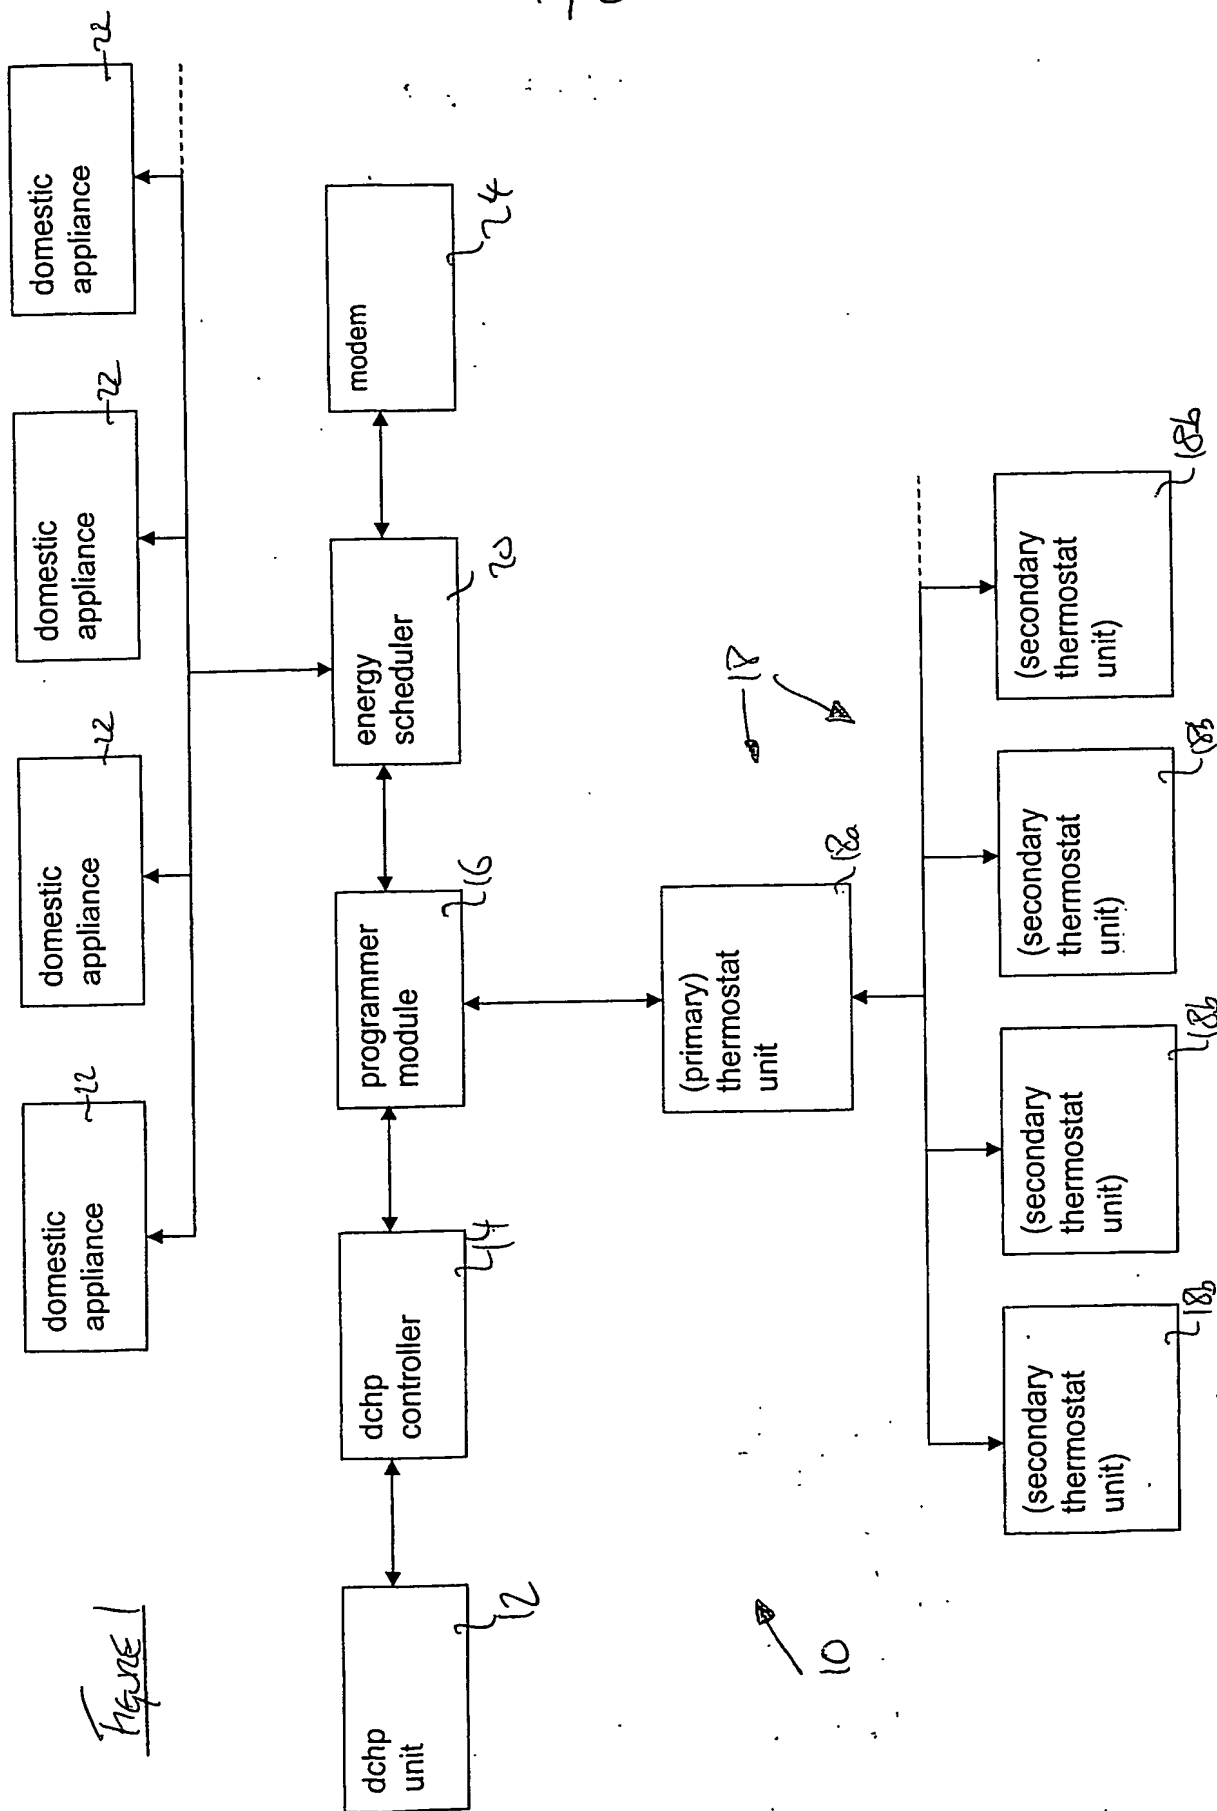 FIGURE 1
domestic
appliance
22
domestic
appliance
22
domestic
appliance
22
domestic
appliance
22
dchp
unit
12
dchp
controller
14
programmer
module
16
energy
scheduler
20
modem
24
(primary)
thermostat
unit
18a
18
10
(secondary
thermostat
unit)
18b
(secondary
thermostat
unit)
18b
(secondary
thermostat
unit)
18b
(secondary
thermostat
unit)
18b